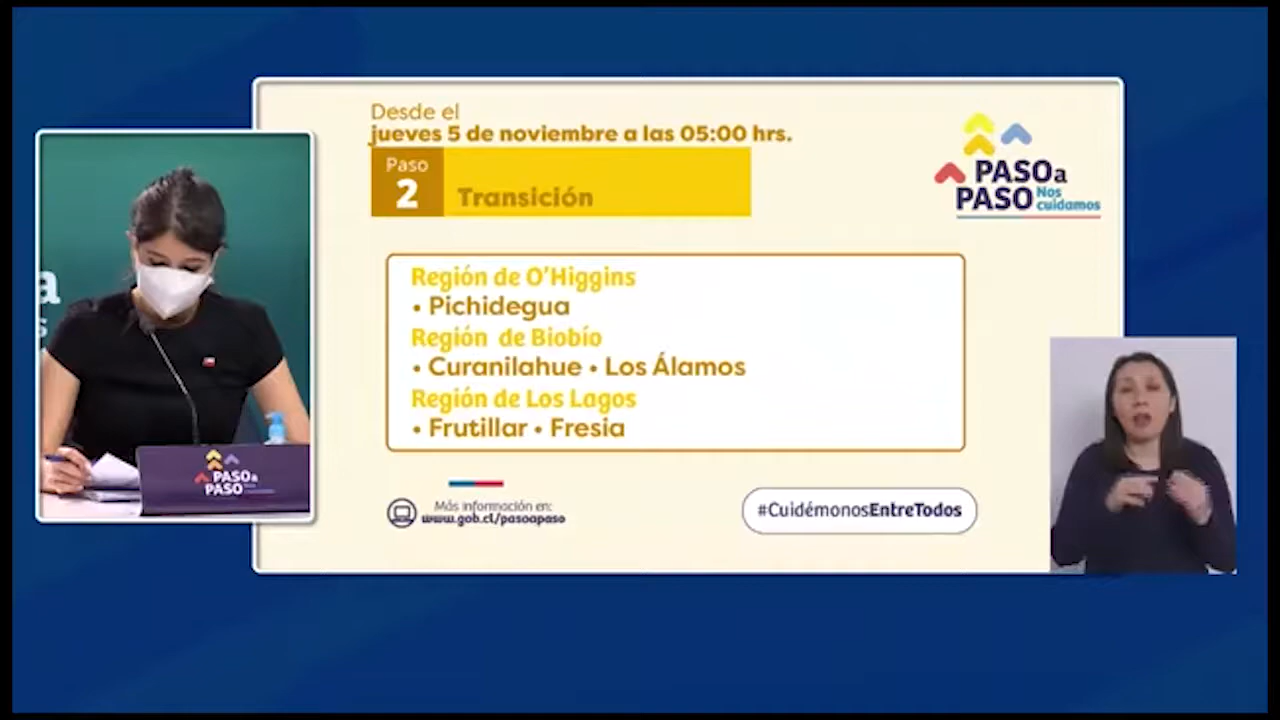 Desde el
jueves 5 de noviembre a las 05:00 hrs.
Paso
2
Transición
PASO a
PASO Nos
cuidamos
Región de O'Higgins
• Pichidegua
Región de Biobío
• Curanilahue • Los Álamos
Región de Los Lagos
• Frutillar • Fresia
Más información en:
www.gob.cl/pasoapaso
#CuidémonosEntreTodos
a
s
PASO a
PASO